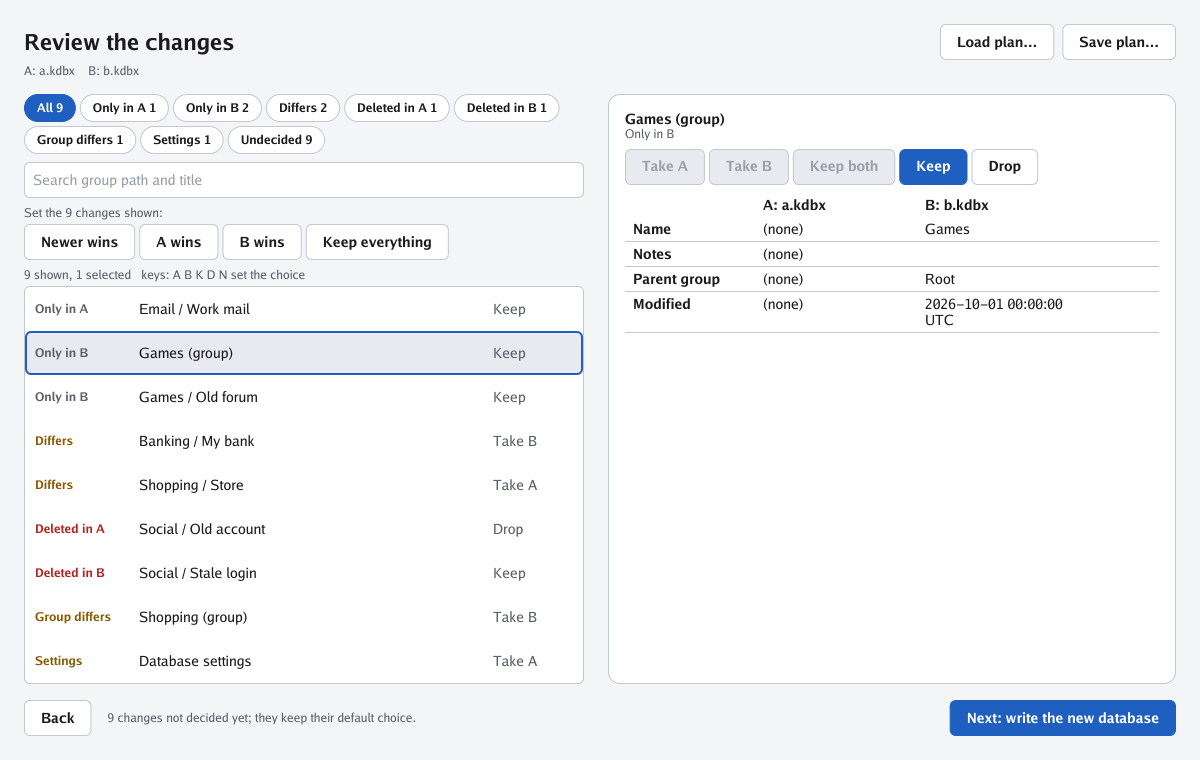 Review the changes
Load plan...
Save plan...
A: a.kdbx B: b.kdbx
All 9
Only in A 1
Only in B 2
Differs 2
Deleted in A 1
Deleted in B 1
Group differs 1
Settings 1
Undecided 9
Search group path and title
Set the 9 changes shown:
Newer wins
A wins
B wins
Keep everything
9 shown, 1 selected keys: A B K D N set the choice
Only in A Email / Work mail Keep
Only in B Games (group) Keep
Only in B Games / Old forum Keep
Differs Banking / My bank Take B
Differs Shopping / Store Take A
Deleted in A Social / Old account Drop
Deleted in B Social / Stale login Keep
Group differs Shopping (group) Take B
Settings Database settings Take A
Games (group)
Only in B
Take A
Take B
Keep both
Keep
Drop
A: a.kdbx B: b.kdbx
Name (none) Games
Notes (none)
Parent group (none) Root
Modified (none) 2026-10-01 00:00:00
UTC
Back
9 changes not decided yet; they keep their default choice.
Next: write the new database